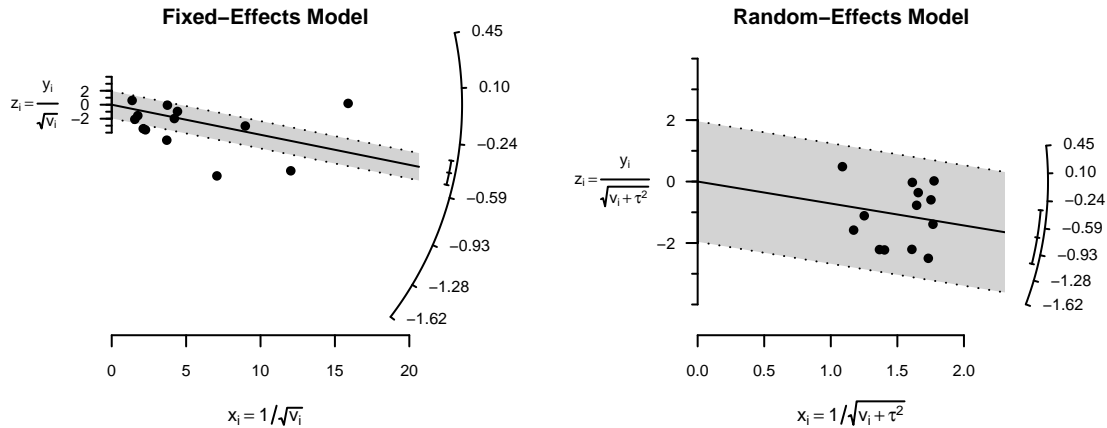 Fixed−Effects Model
0.45
0.10
−0.24
−0.59
−0.93
−1.28
−1.62
2
0
−2
zᵢ = yᵢ / √vᵢ
0 5 10 15 20
xᵢ = 1/√vᵢ
Random−Effects Model
2
0
−2
zᵢ = yᵢ / √(vᵢ + τ²)
0.45
0.10
−0.24
−0.59
−0.93
−1.28
−1.62
0.0 0.5 1.0 1.5 2.0
xᵢ = 1/√(vᵢ + τ²)